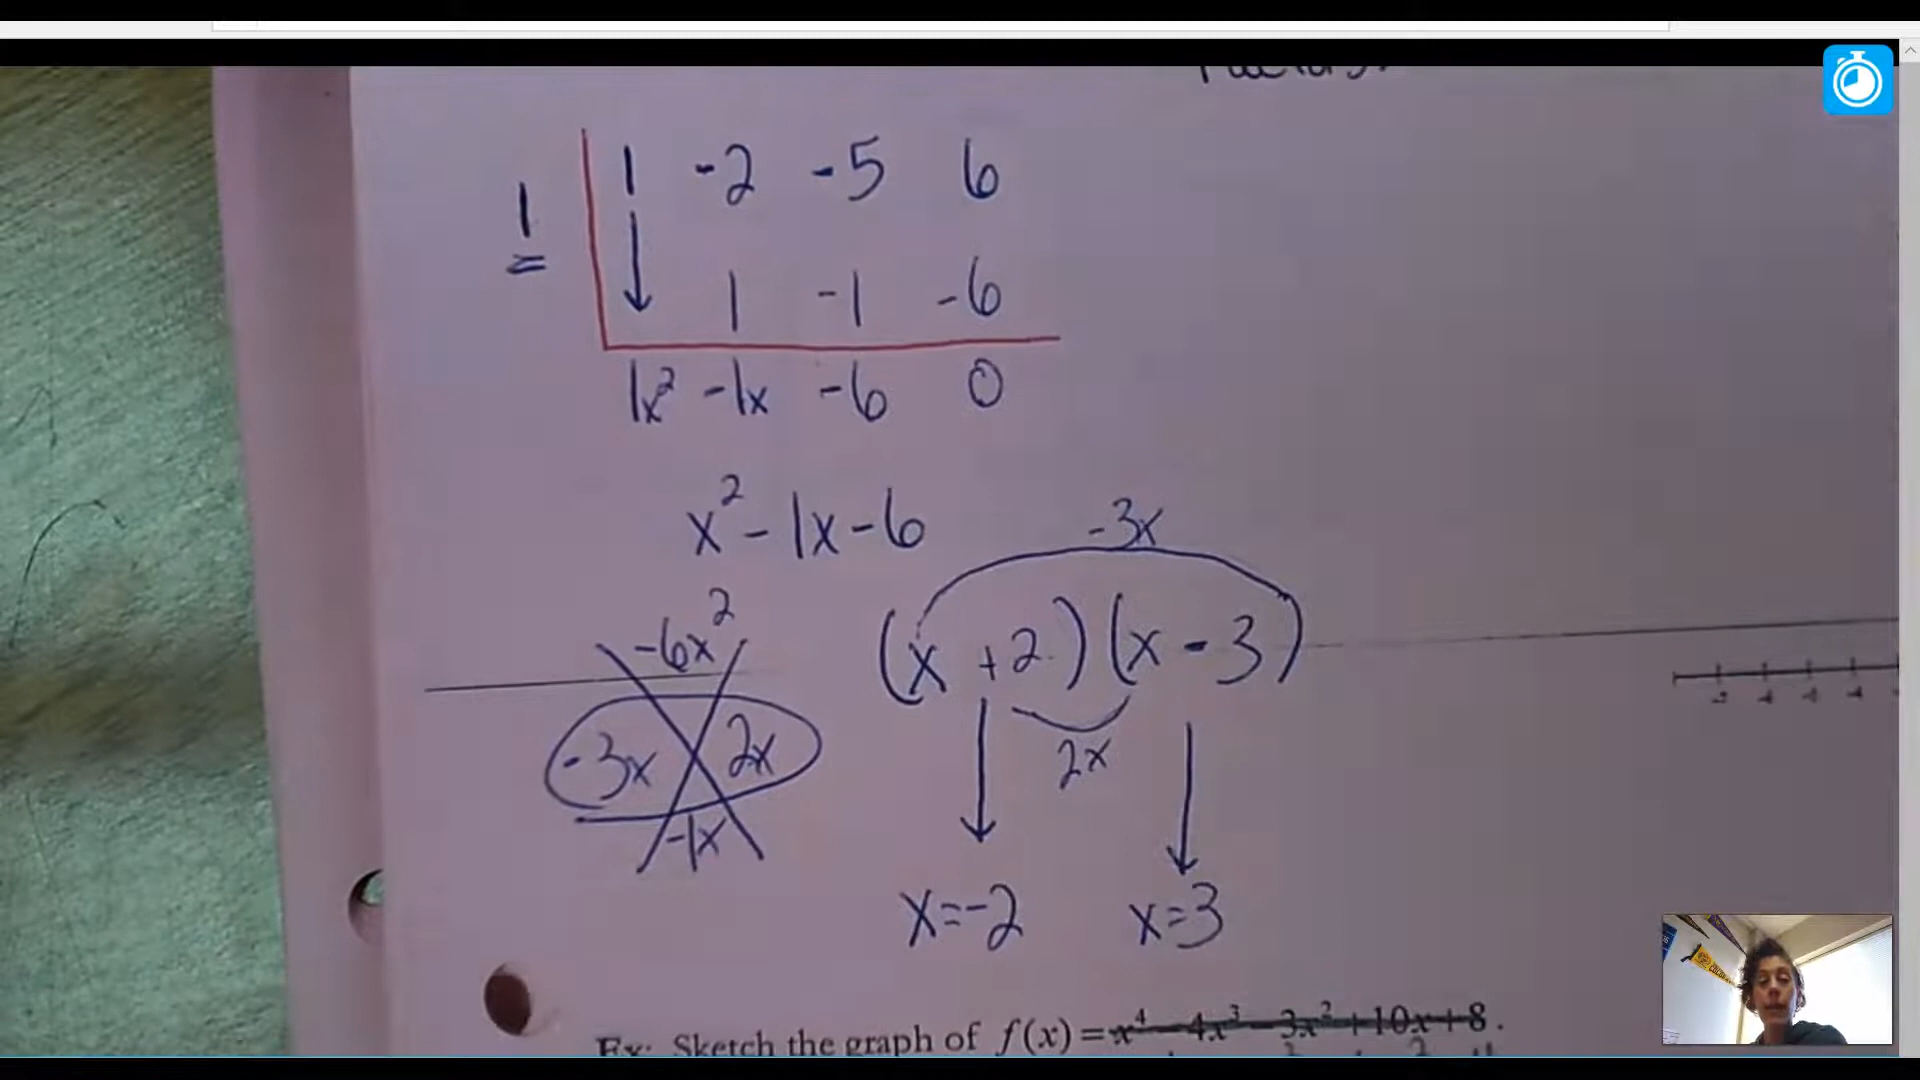 1 -2 -5 6
1
1 -1 -6
1x² -1x -6 0
x² - 1x - 6
-3x
-6x²
(x + 2)(x - 3)
-3x 2x
2x
-1x
x=-2 x=3
Ex: Sketch the graph of f(x) = x⁴ - 4x³ - 3x² + 10x + 8.